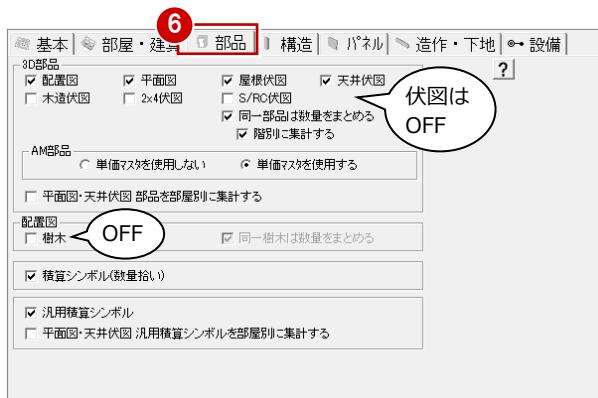 6
基本 部屋・建具 部品 構造 パネル 造作・下地 設備
3D部品
配置図 平面図 屋根伏図 天井伏図
木造伏図 2x4伏図 S/RC伏図
同一部品は数量をまとめる
階別に集計する
伏図は
OFF
AM部品
単価マスタを使用しない 単価マスタを使用する
平面図・天井伏図 部品を部屋別に集計する
配置図
樹木 OFF 同一樹木は数量をまとめる
積算シンボル(数量拾い)
汎用積算シンボル
平面図・天井伏図 汎用積算シンボルを部屋別に集計する
?